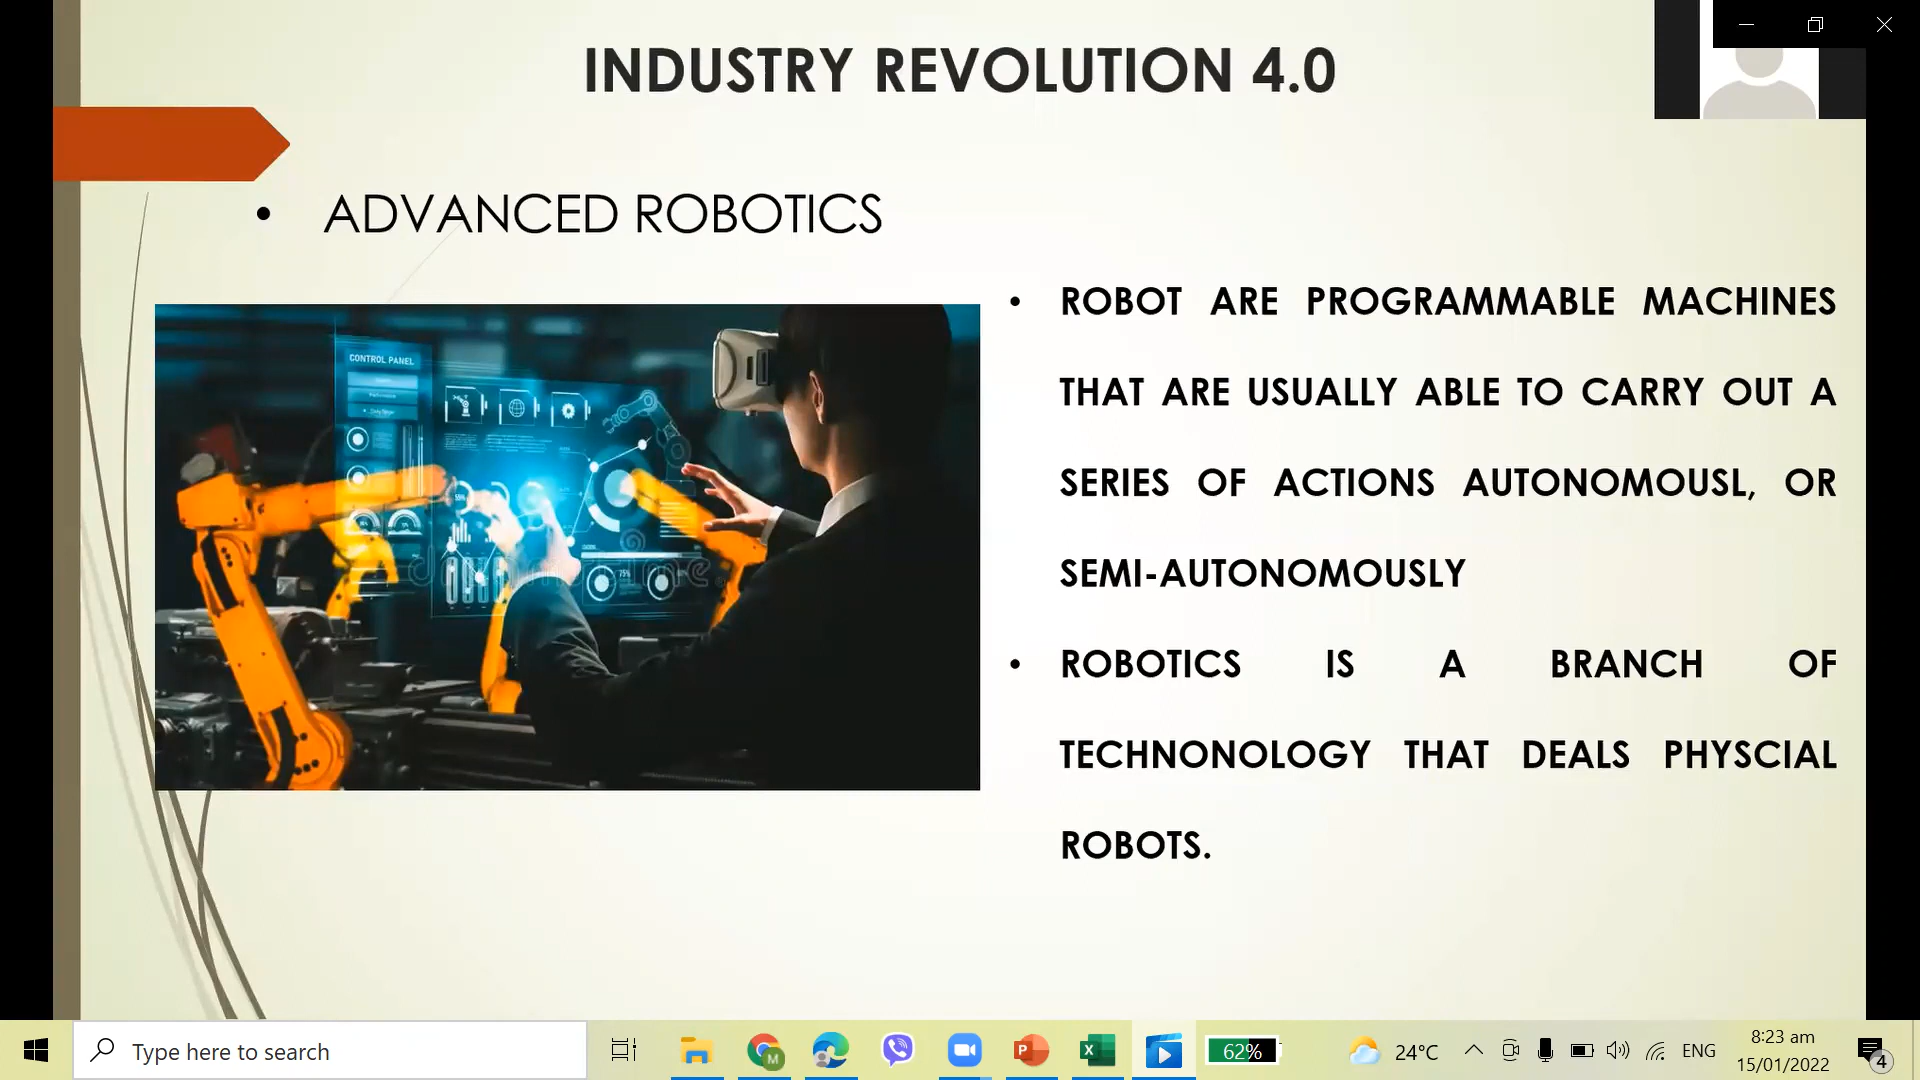 INDUSTRY REVOLUTION 4.0
• ADVANCED ROBOTICS
CONTROL PANEL
• ROBOT ARE PROGRAMMABLE MACHINES
THAT ARE USUALLY ABLE TO CARRY OUT A
SERIES OF ACTIONS AUTONOMOUSL, OR
SEMI-AUTONOMOUSLY
• ROBOTICS IS A BRANCH OF
TECHNONOLOGY THAT DEALS PHYSCIAL
ROBOTS.
Type here to search
M
P
X
62%
24°C
ENG
8:23 am
15/01/2022
4